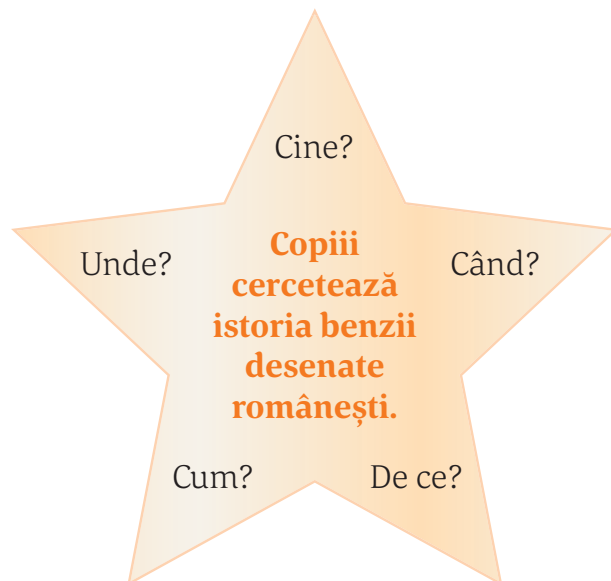 Cine?
Unde?
Când?
Copiii
cercetează
istoria benzii
desenate
românești.
Cum?
De ce?